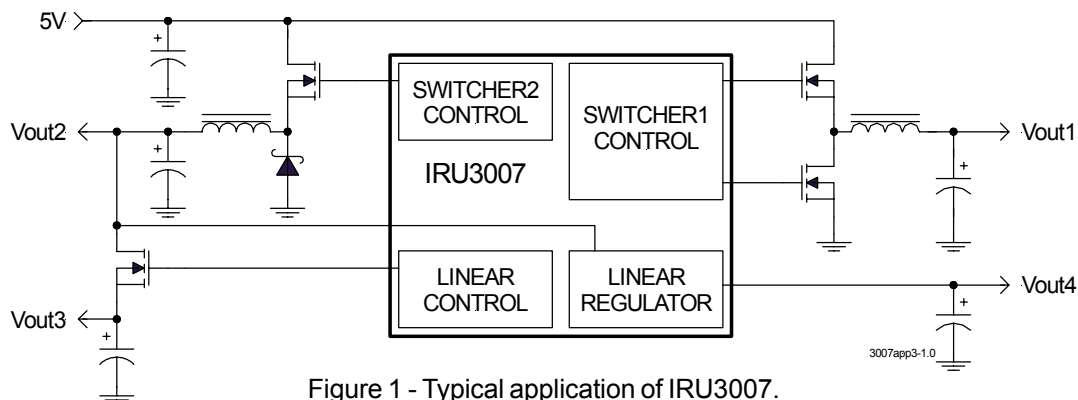 5V
SWITCHER2
CONTROL
SWITCHER1
CONTROL
Vout2
Vout1
IRU3007
LINEAR
CONTROL
LINEAR
REGULATOR
Vout4
Vout3
3007app3-1.0
Figure 1 - Typical application of IRU3007.